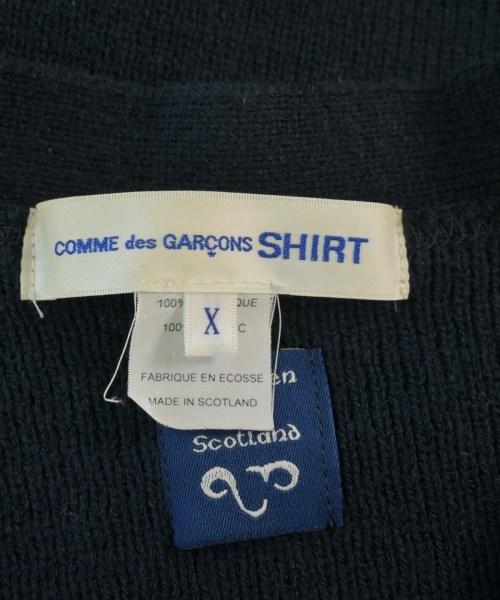 COMME des GARÇONS SHIRT
X
100%
100%
FABRIQUE EN ECOSSE
MADE IN SCOTLAND
Scotland